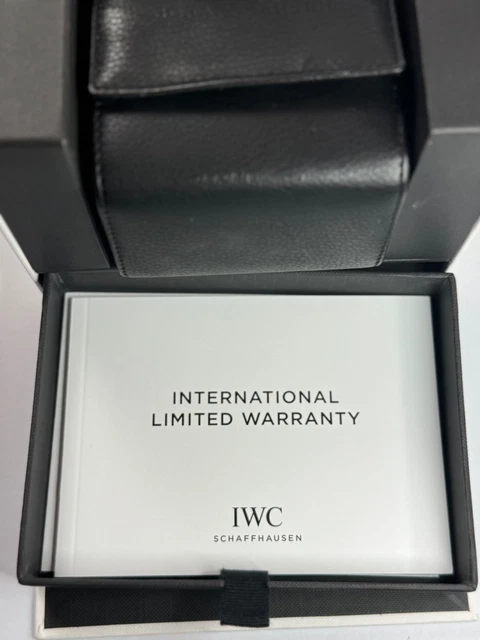 INTERNATIONAL
LIMITED WARRANTY
IWC
SCHAFFHAUSEN